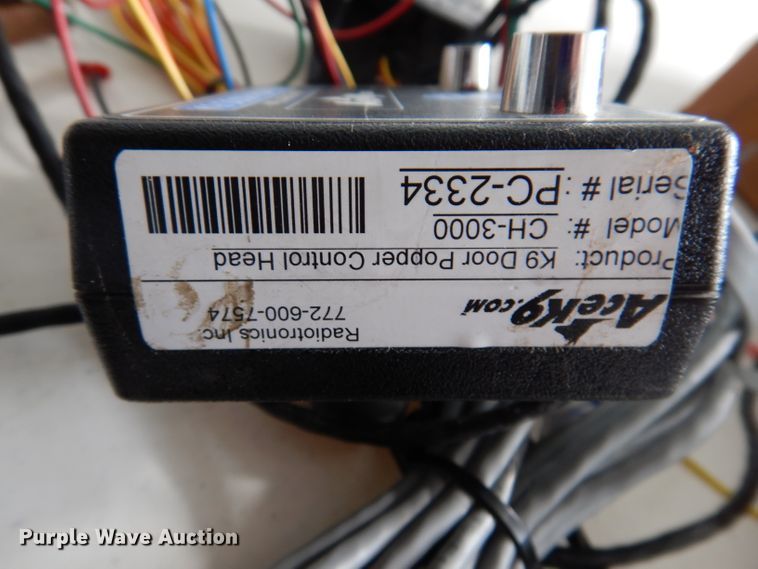 AceK9.com
Radiotronics Inc
772-600-7574
Product: K9 Door Popper Control Head
Model #: CH-3000
Serial #: PC-2334
Purple Wave Auction